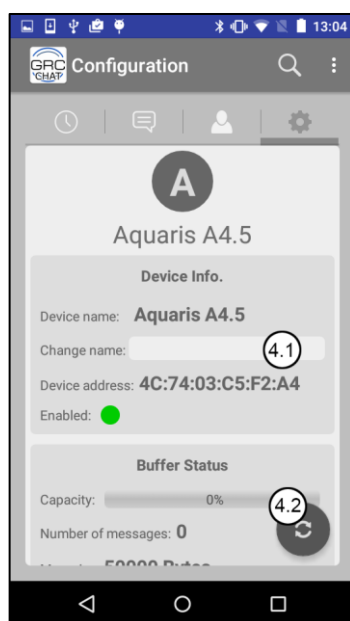 13:04
GRC
CHAT
Configuration
A
Aquaris A4.5
Device Info.
Device name: Aquaris A4.5
Change name:
4.1
Device address: 4C:74:03:C5:F2:A4
Enabled:
Buffer Status
Capacity: 0%
4.2
Number of messages: 0